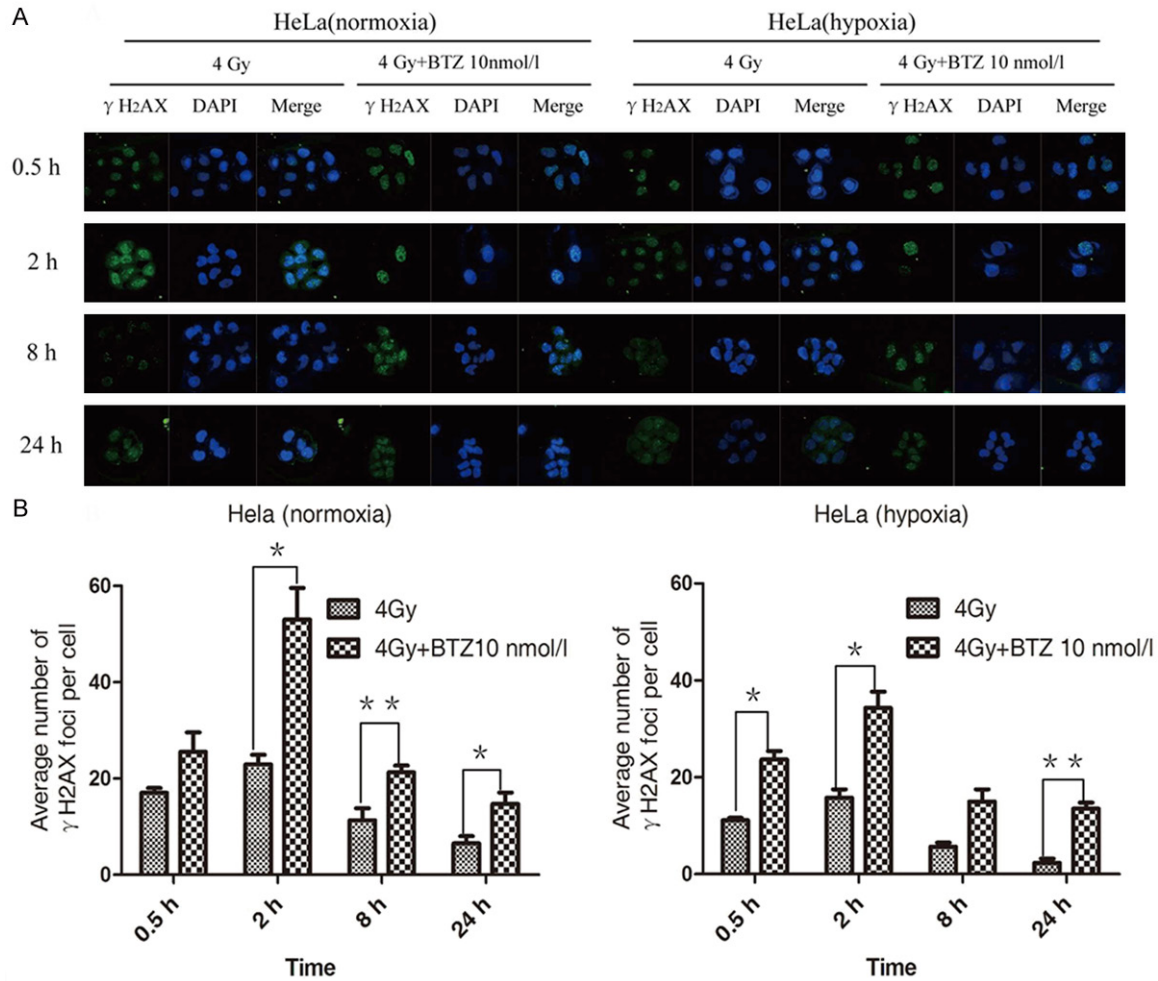 A
HeLa(normoxia) HeLa(hypoxia)
4 Gy 4 Gy+BTZ 10nmol/l 4 Gy 4 Gy+BTZ 10 nmol/l
γ H2AX DAPI Merge γ H2AX DAPI Merge γ H2AX DAPI Merge γ H2AX DAPI Merge
0.5 h
2 h
8 h
24 h
B
Hela (normoxia)
Average number of
γ H2AX foci per cell
60
40
20
0
*
* *
*
4Gy
4Gy+BTZ10 nmol/l
0.5 h 2 h 8 h 24 h
Time
HeLa (hypoxia)
Average number of
γ H2AX foci per cell
60
40
20
0
*
*
* *
4Gy
4Gy+BTZ 10 nmol/l
0.5 h 2 h 8 h 24 h
Time